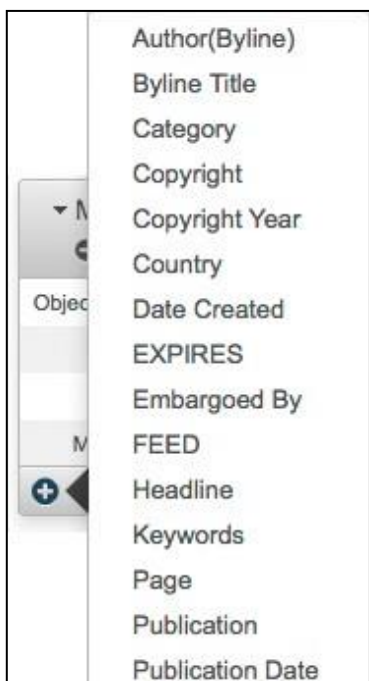 Author(Byline)
Byline Title
Category
Copyright
Copyright Year
Country
Date Created
EXPIRES
Embargoed By
FEED
Headline
Keywords
Page
Publication
Publication Date